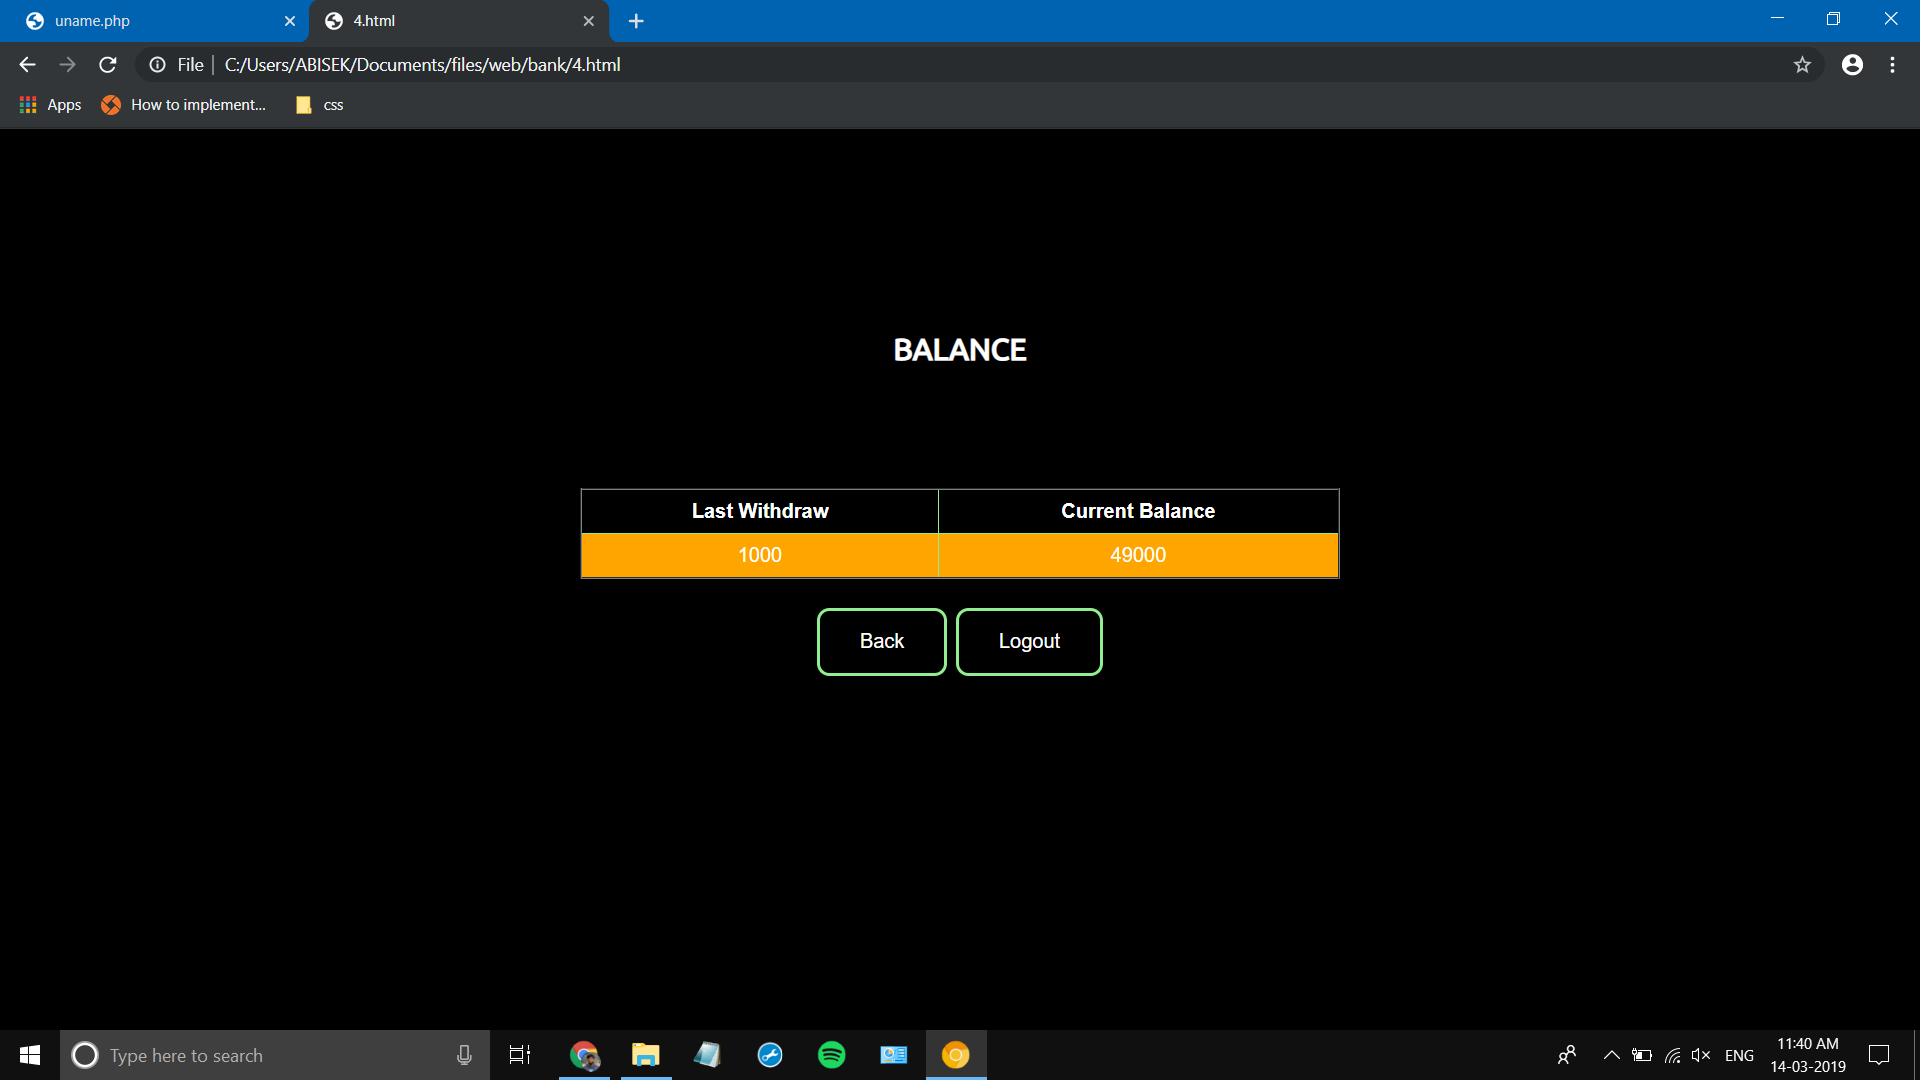 uname.php
4.html
File
C:/Users/ABISEK/Documents/files/web/bank/4.html
Apps
How to implement...
css
BALANCE
Last Withdraw Current Balance
1000 49000
Back Logout
Type here to search
ENG
11:40 AM
14-03-2019